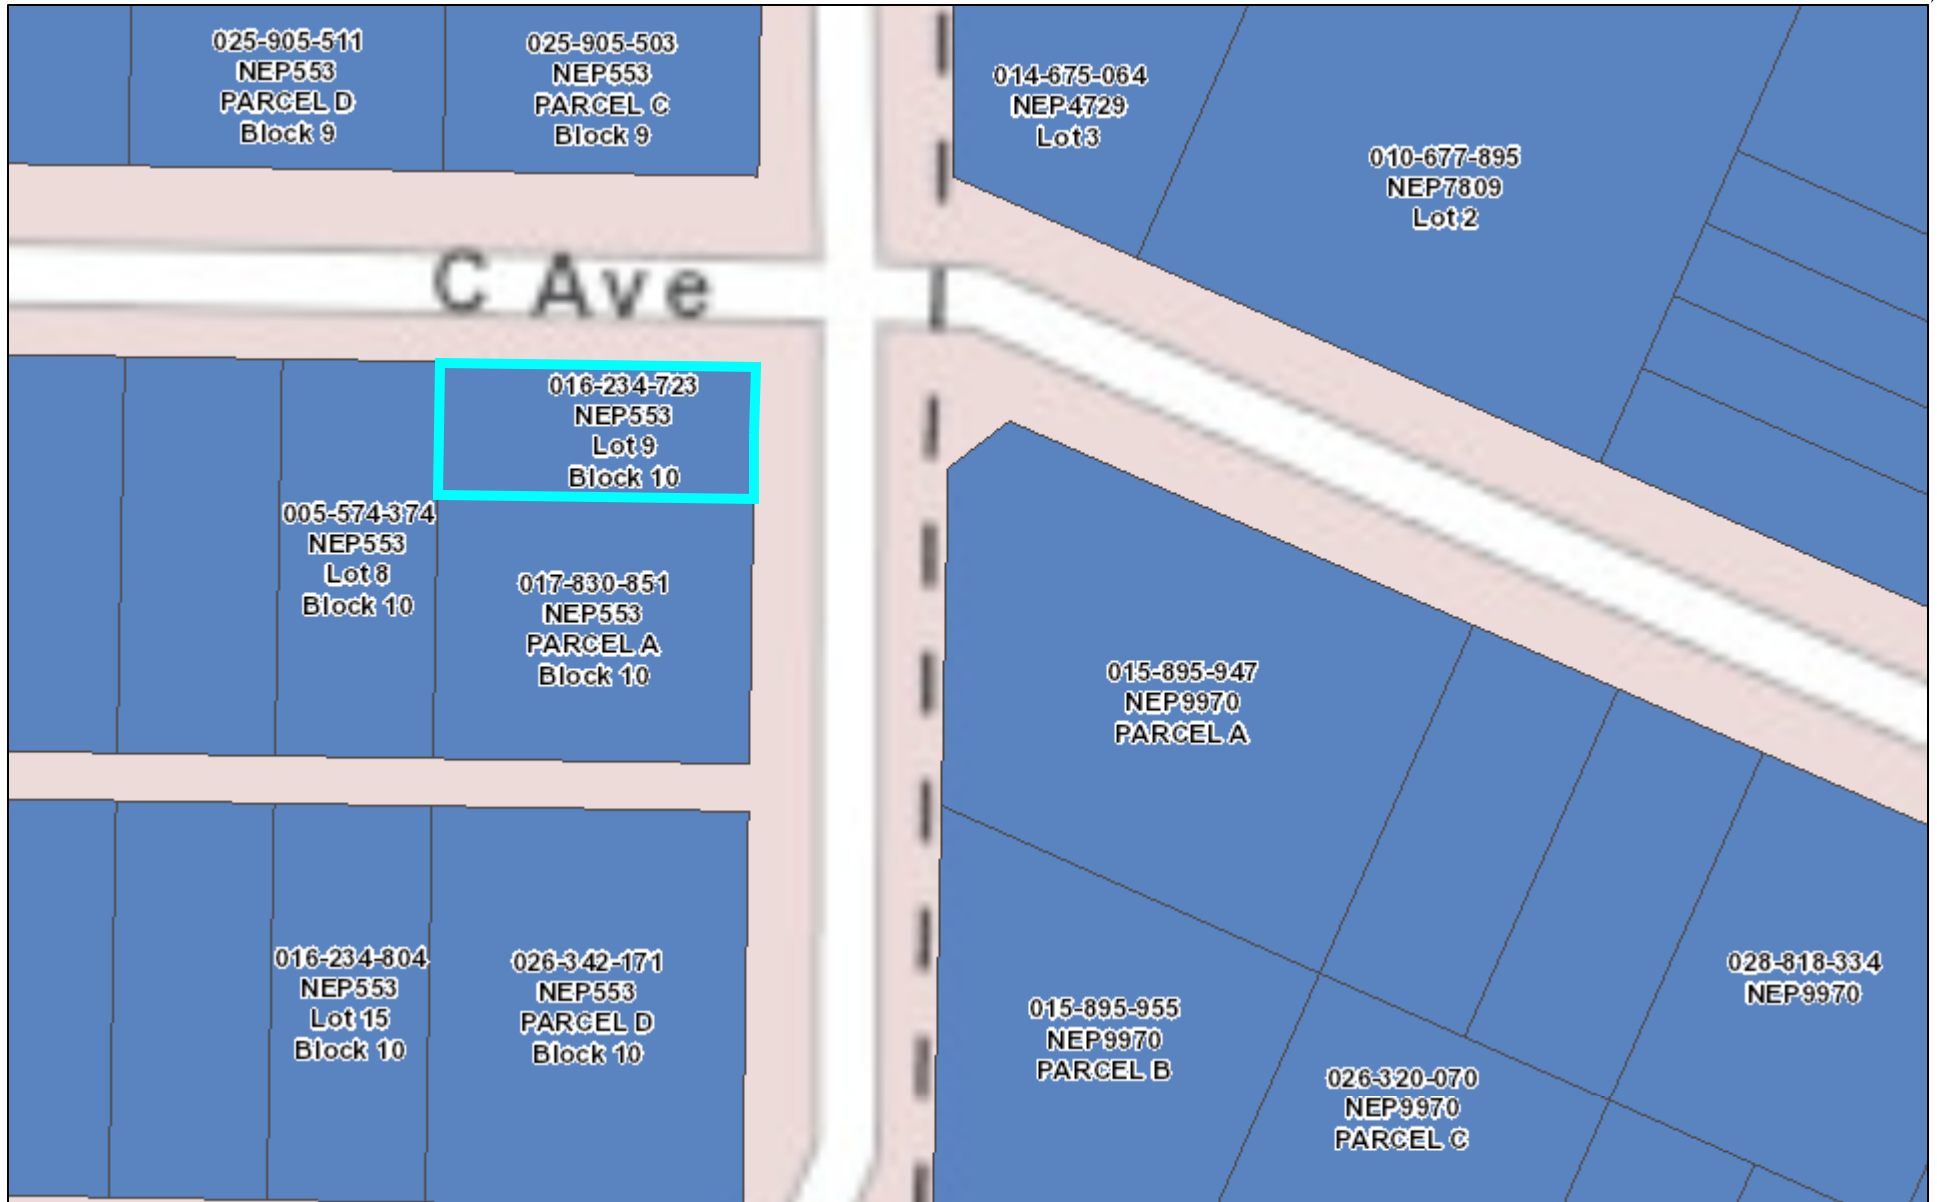 025-905-511
NEP553
PARCEL D
Block 9
025-905-503
NEP553
PARCEL C
Block 9
014-675-064
NEP4729
Lot 3
010-677-895
NEP7809
Lot 2
C Ave
016-234-723
NEP553
Lot 9
Block 10
005-574-374
NEP553
Lot 8
Block 10
017-830-851
NEP553
PARCEL A
Block 10
015-895-947
NEP9970
PARCEL A
016-234-804
NEP553
Lot 15
Block 10
026-342-171
NEP553
PARCEL D
Block 10
015-895-955
NEP9970
PARCEL B
026-320-070
NEP9970
PARCEL C
028-818-334
NEP9970